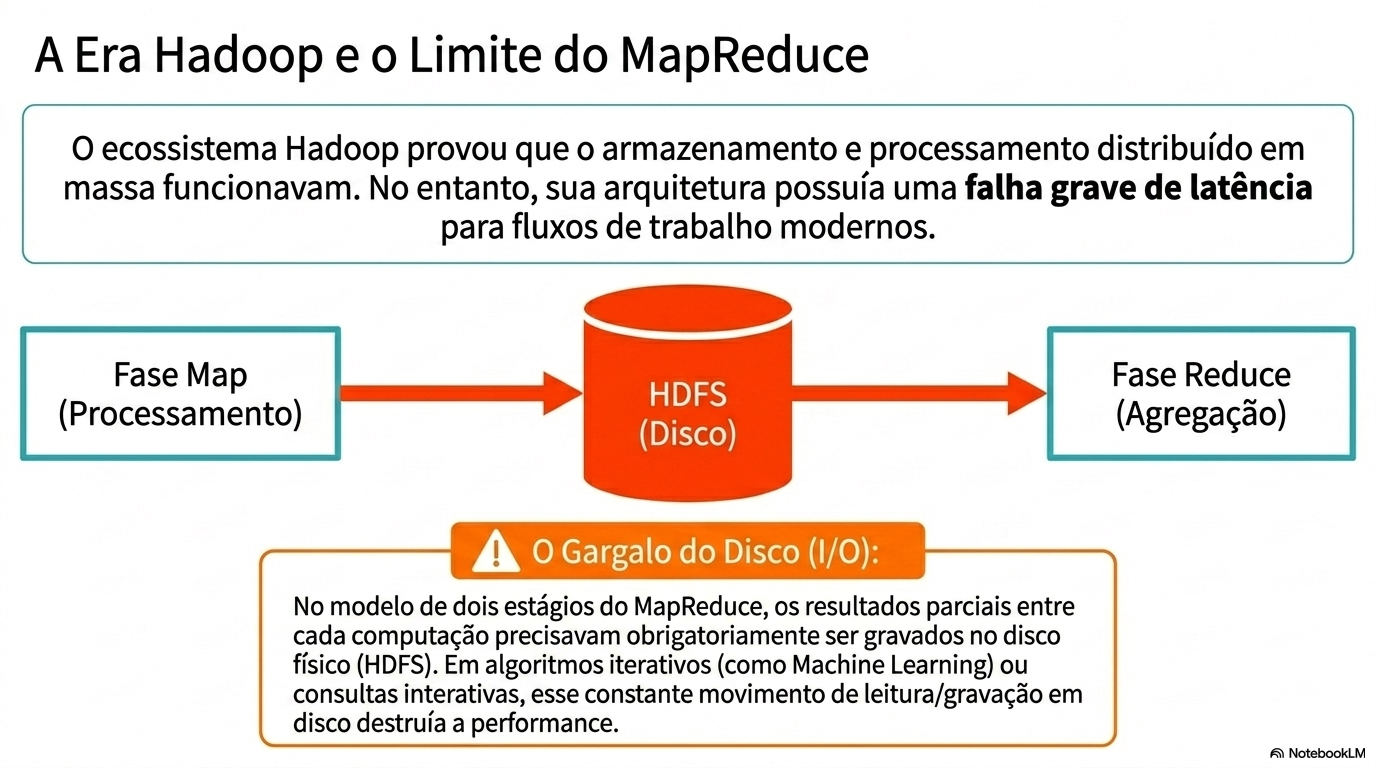 A Era Hadoop e o Limite do MapReduce
O ecossistema Hadoop provou que o armazenamento e processamento distribuído em
massa funcionavam. No entanto, sua arquitetura possuía uma falha grave de latência
para fluxos de trabalho modernos.
Fase Map
(Processamento)
HDFS
(Disco)
Fase Reduce
(Agregação)
O Gargalo do Disco (I/O):
No modelo de dois estágios do MapReduce, os resultados parciais entre
cada computação precisavam obrigatoriamente ser gravados no disco
físico (HDFS). Em algoritmos iterativos (como Machine Learning) ou
consultas interativas, esse constante movimento de leitura/gravação em
disco destruía a performance.
NotebookLM